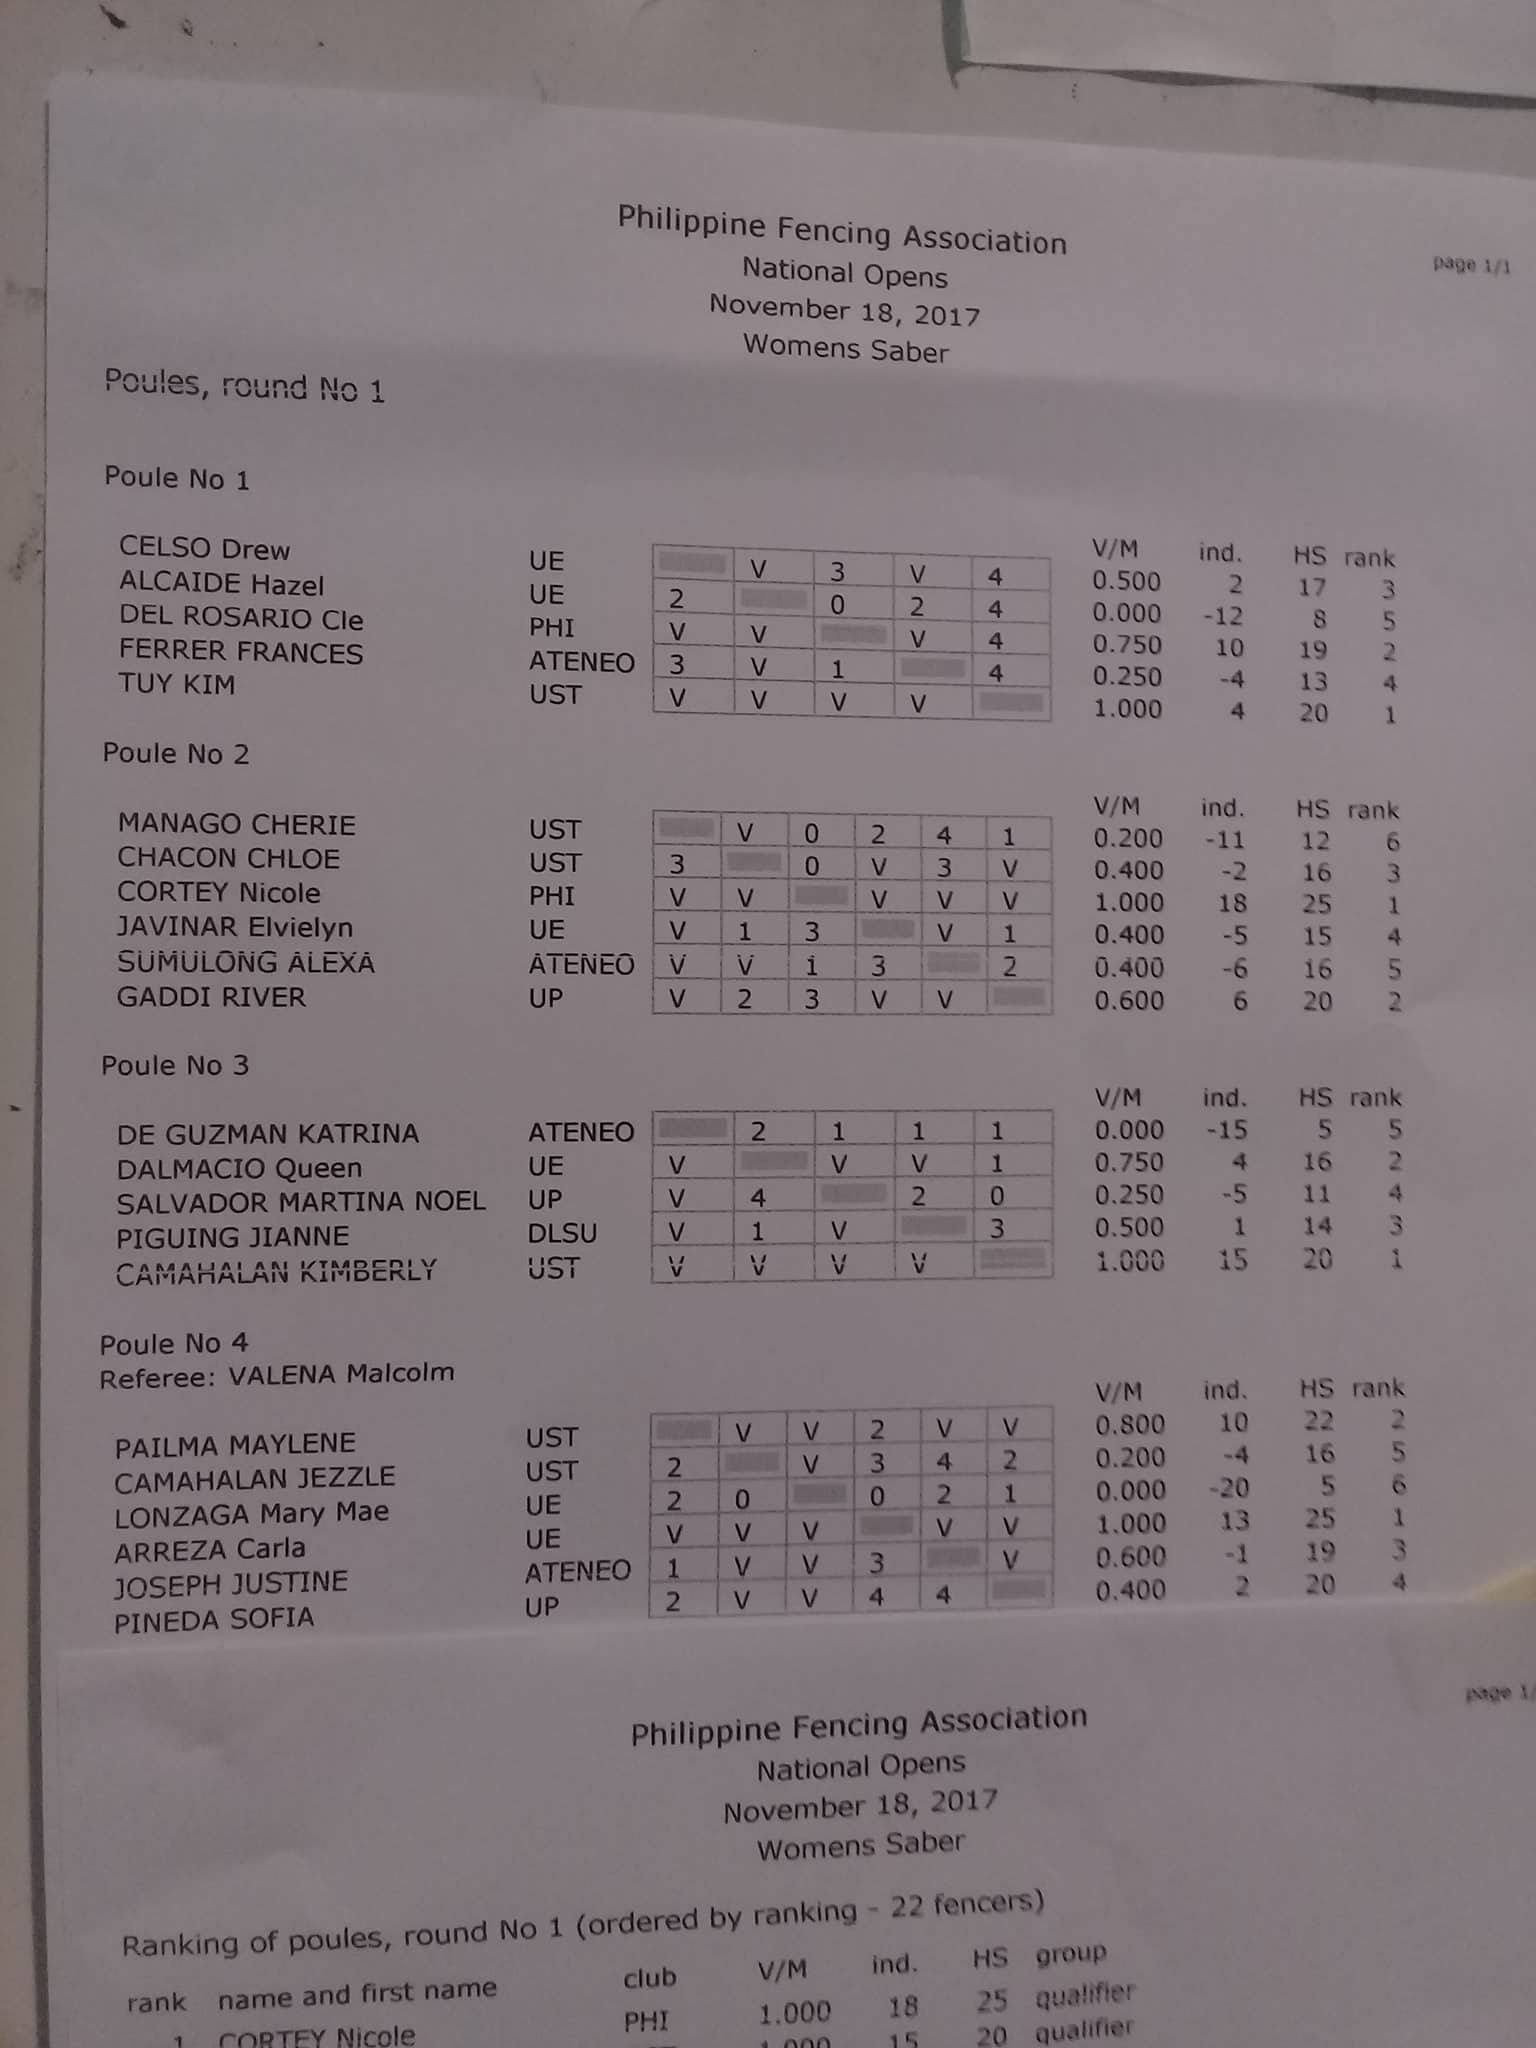 Philippine Fencing Association
page 1/1
National Opens
November 18, 2017
Womens Saber
Poules, round No 1
Poule No 1
V/M ind. HS rank
CELSO Drew UE V 3 V 4 0.500 2 17 3
ALCAIDE Hazel UE 2 0 2 4 0.000 -12 8 5
DEL ROSARIO Cle PHI V V V 4 0.750 10 19 2
FERRER FRANCES ATENEO 3 V 1 4 0.250 -4 13 4
TUY KIM UST V V V V 1.000 4 20 1
Poule No 2
V/M ind. HS rank
MANAGO CHERIE UST V 0 2 4 1 0.200 -11 12 6
CHACON CHLOE UST 3 0 V 3 V 0.400 -2 16 3
CORTEY Nicole PHI V V V V V 1.000 18 25 1
JAVINAR Elvielyn UE V 1 3 V 1 0.400 -5 15 4
SUMULONG ALEXA ATENEO V V 1 3 2 0.400 -6 16 5
GADDI RIVER UP V 2 3 V V 0.600 6 20 2
Poule No 3
V/M ind. HS rank
DE GUZMAN KATRINA ATENEO 2 1 1 1 0.000 -15 5 5
DALMACIO Queen UE V V V 1 0.750 4 16 2
SALVADOR MARTINA NOEL UP V 4 2 0 0.250 -5 11 4
PIGUING JIANNE DLSU V 1 V 3 0.500 1 14 3
CAMAHALAN KIMBERLY UST V V V V 1.000 15 20 1
Poule No 4
Referee: VALENA Malcolm
V/M ind. HS rank
PAILMA MAYLENE UST V V 2 V V 0.800 10 22 2
CAMAHALAN JEZZLE UST 2 V 3 4 2 0.200 -4 16 5
LONZAGA Mary Mae UE 2 0 0 2 1 0.000 -20 5 6
ARREZA Carla UE V V V V V 1.000 13 25 1
JOSEPH JUSTINE ATENEO 1 V V 3 V 0.600 -1 19 3
PINEDA SOFIA UP 2 V V 4 4 0.400 2 20 4
page 1/
Philippine Fencing Association
National Opens
November 18, 2017
Womens Saber
Ranking of poules, round No 1 (ordered by ranking - 22 fencers)
rank name and first name club V/M ind. HS group
1 CORTEY Nicole PHI 1.000 18 25 qualifier
1.000 15 20 qualifier